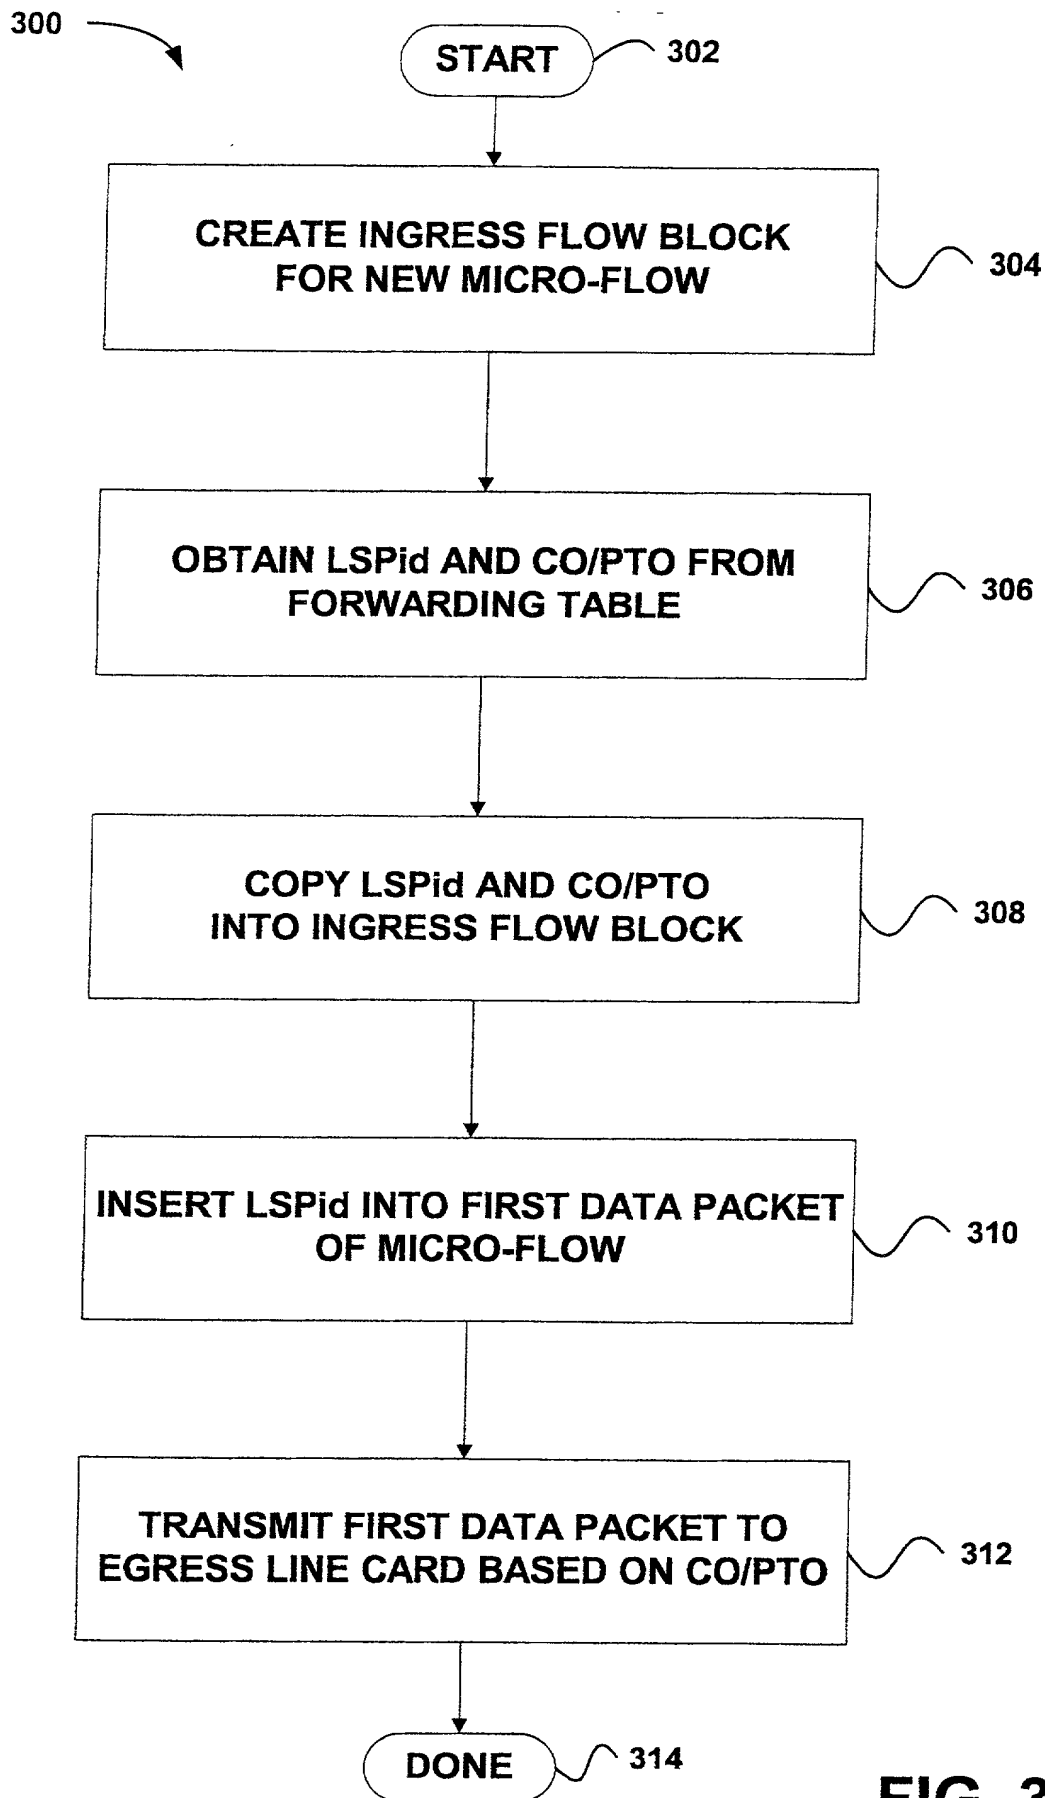 300
START
302
CREATE INGRESS FLOW BLOCK
FOR NEW MICRO-FLOW
304
OBTAIN LSPid AND CO/PTO FROM
FORWARDING TABLE
306
COPY LSPid AND CO/PTO
INTO INGRESS FLOW BLOCK
308
INSERT LSPid INTO FIRST DATA PACKET
OF MICRO-FLOW
310
TRANSMIT FIRST DATA PACKET TO
EGRESS LINE CARD BASED ON CO/PTO
312
DONE
314
FIG. 3